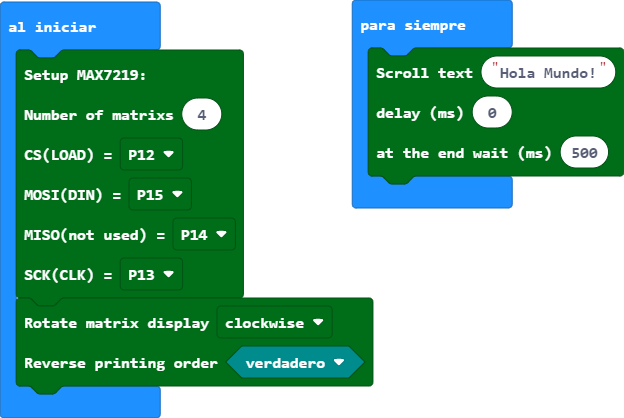 al iniciar
Setup MAX7219:
Number of matrixs 4
CS(LOAD) = P12
MOSI(DIN) = P15
MISO(not used) = P14
SCK(CLK) = P13
Rotate matrix display clockwise
Reverse printing order verdadero
para siempre
Scroll text "Hola Mundo!"
delay (ms) 0
at the end wait (ms) 500